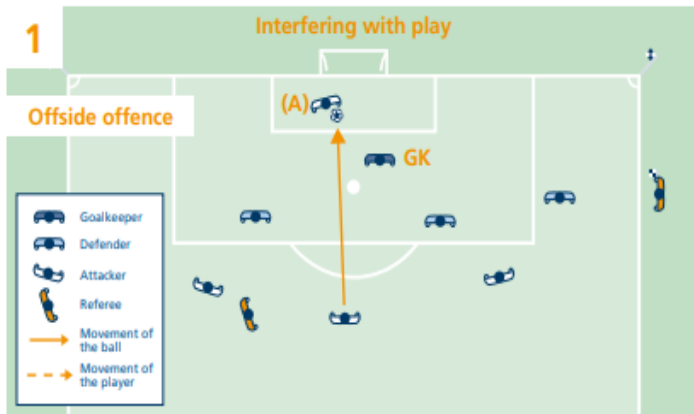 1
Interfering with play
Offside offence
(A)
GK
Goalkeeper
Defender
Attacker
Referee
Movement of
the ball
Movement of
the player